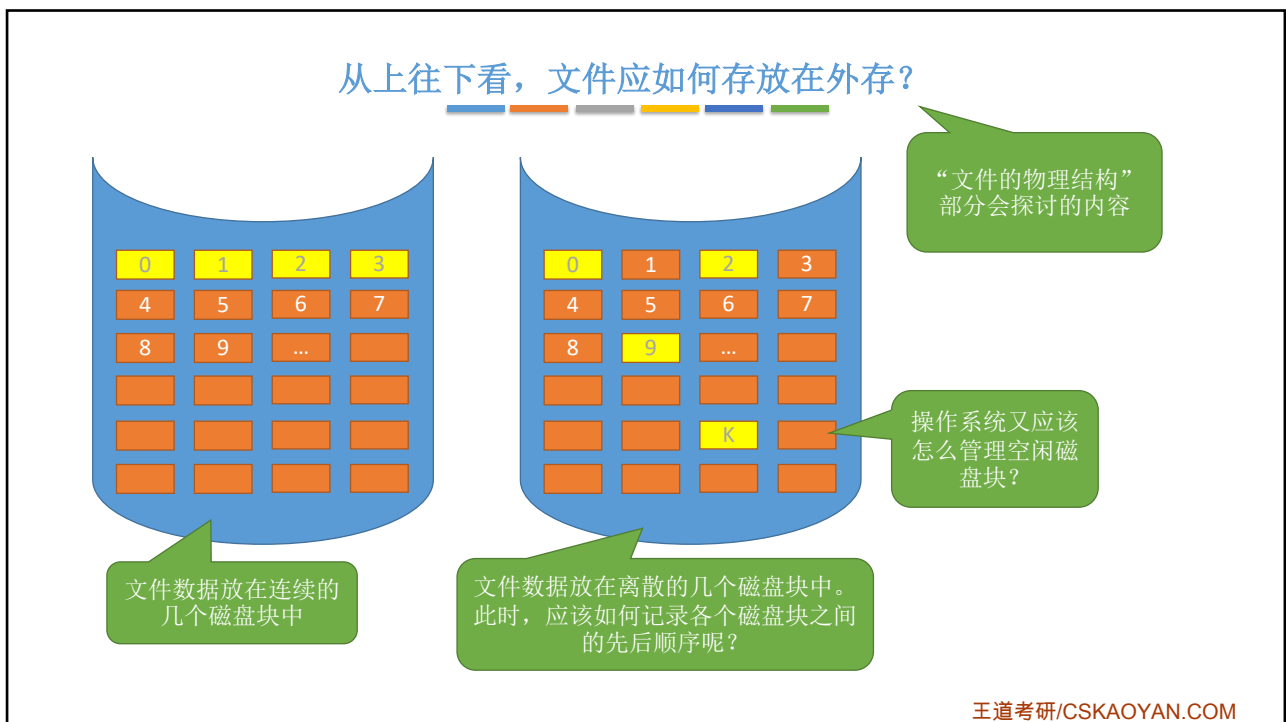 从上往下看，文件应如何存放在外存？
“文件的物理结构”
部分会探讨的内容
0 1 2 3
4 5 6 7
8 9 ...
0 1 2 3
4 5 6 7
8 9 ...
K
操作系统又应该
怎么管理空闲磁
盘块？
文件数据放在连续的
几个磁盘块中
文件数据放在离散的几个磁盘块中。
此时，应该如何记录各个磁盘块之间
的先后顺序呢？
王道考研/CSKAOYAN.COM